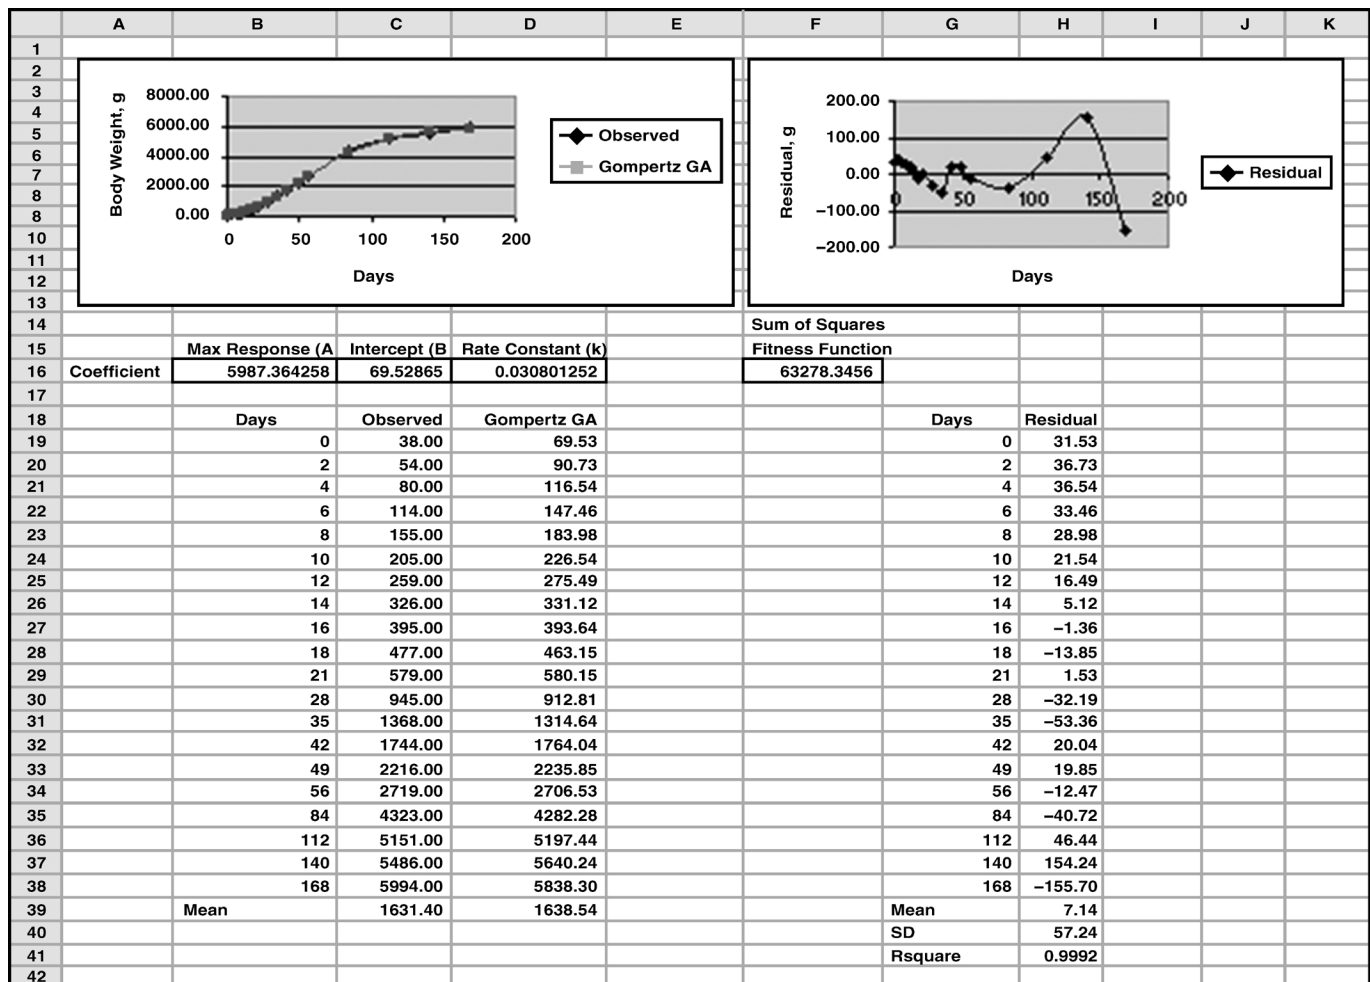 A B C D E F G H I J K
1
2
3
4
5
6
7
8
8
10
11
12
13
Body Weight, g
8000.00
6000.00
4000.00
2000.00
0.00
0 50 100 150 200
Days
Observed
Gompertz GA
Residual, g
200.00
100.00
0.00
−100.00
−200.00
0 50 100 150 200
Days
Residual
14 Sum of Squares
15 Max Response (A Intercept (B Rate Constant (k) Fitness Function
16 Coefficient 5987.364258 69.52865 0.030801252 63278.3456
17
18 Days Observed Gompertz GA Days Residual
19 0 38.00 69.53 0 31.53
20 2 54.00 90.73 2 36.73
21 4 80.00 116.54 4 36.54
22 6 114.00 147.46 6 33.46
23 8 155.00 183.98 8 28.98
24 10 205.00 226.54 10 21.54
25 12 259.00 275.49 12 16.49
26 14 326.00 331.12 14 5.12
27 16 395.00 393.64 16 −1.36
28 18 477.00 463.15 18 −13.85
29 21 579.00 580.15 21 1.53
30 28 945.00 912.81 28 −32.19
31 35 1368.00 1314.64 35 −53.36
32 42 1744.00 1764.04 42 20.04
33 49 2216.00 2235.85 49 19.85
34 56 2719.00 2706.53 56 −12.47
35 84 4323.00 4282.28 84 −40.72
36 112 5151.00 5197.44 112 46.44
37 140 5486.00 5640.24 140 154.24
38 168 5994.00 5838.30 168 −155.70
39 Mean 1631.40 1638.54 Mean 7.14
40 SD 57.24
41 Rsquare 0.9992
42